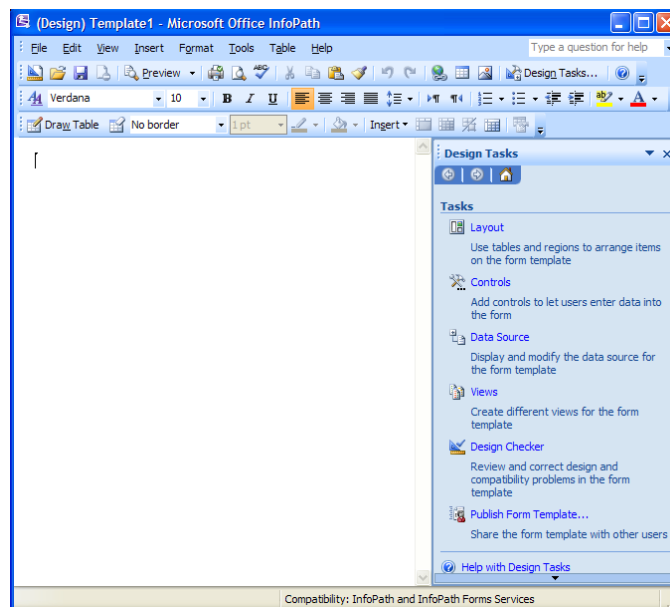 (Design) Template1 - Microsoft Office InfoPath
File Edit View Insert Format Tools Table Help Type a question for help
Preview Design Tasks...
Verdana 10 B I U
Draw Table No border 1 pt Insert
Design Tasks
Tasks
Layout
Use tables and regions to arrange items
on the form template
Controls
Add controls to let users enter data into
the form
Data Source
Display and modify the data source for
the form template
Views
Create different views for the form
template
Design Checker
Review and correct design and
compatibility problems in the form
template
Publish Form Template...
Share the form template with other users
Help with Design Tasks
Compatibility: InfoPath and InfoPath Forms Services